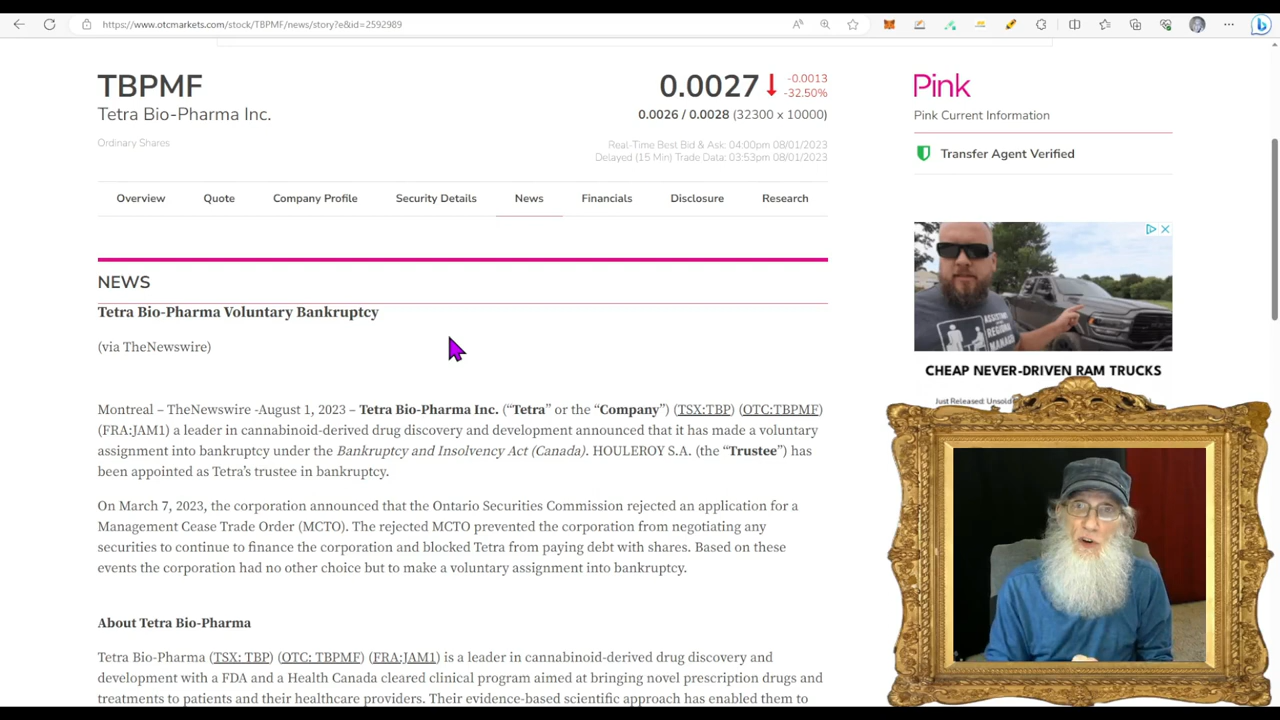 https://www.otcmarkets.com/stock/TBPMF/news/story?e&id=2592989
TBPMF
Tetra Bio-Pharma Inc.
Ordinary Shares
0.0027
-0.0013
-32.50%
0.0026 / 0.0028 (32300 x 10000)
Real-Time Best Bid & Ask: 04:00pm 08/01/2023
Delayed (15 Min) Trade Data: 03:53pm 08/01/2023
Pink
Pink Current Information
Transfer Agent Verified
Overview Quote Company Profile Security Details News Financials Disclosure Research
NEWS
Tetra Bio-Pharma Voluntary Bankruptcy
(via TheNewswire)
Montreal – TheNewswire -August 1, 2023 – Tetra Bio-Pharma Inc. (“Tetra” or the “Company”) (TSX:TBP) (OTC:TBPMF)
(FRA:JAM1) a leader in cannabinoid-derived drug discovery and development announced that it has made a voluntary
assignment into bankruptcy under the Bankruptcy and Insolvency Act (Canada). HOULEROY S.A. (the “Trustee”) has
been appointed as Tetra’s trustee in bankruptcy.
On March 7, 2023, the corporation announced that the Ontario Securities Commission rejected an application for a
Management Cease Trade Order (MCTO). The rejected MCTO prevented the corporation from negotiating any
securities to continue to finance the corporation and blocked Tetra from paying debt with shares. Based on these
events the corporation had no other choice but to make a voluntary assignment into bankruptcy.
About Tetra Bio-Pharma
Tetra Bio-Pharma (TSX: TBP) (OTC: TBPMF) (FRA:JAM1) is a leader in cannabinoid-derived drug discovery and
development with a FDA and a Health Canada cleared clinical program aimed at bringing novel prescription drugs and
treatments to patients and their healthcare providers. Their evidence-based scientific approach has enabled them to
ASSISTANT
REGIONAL
MANAGER
CHEAP NEVER-DRIVEN RAM TRUCKS
Just Released: Unsold